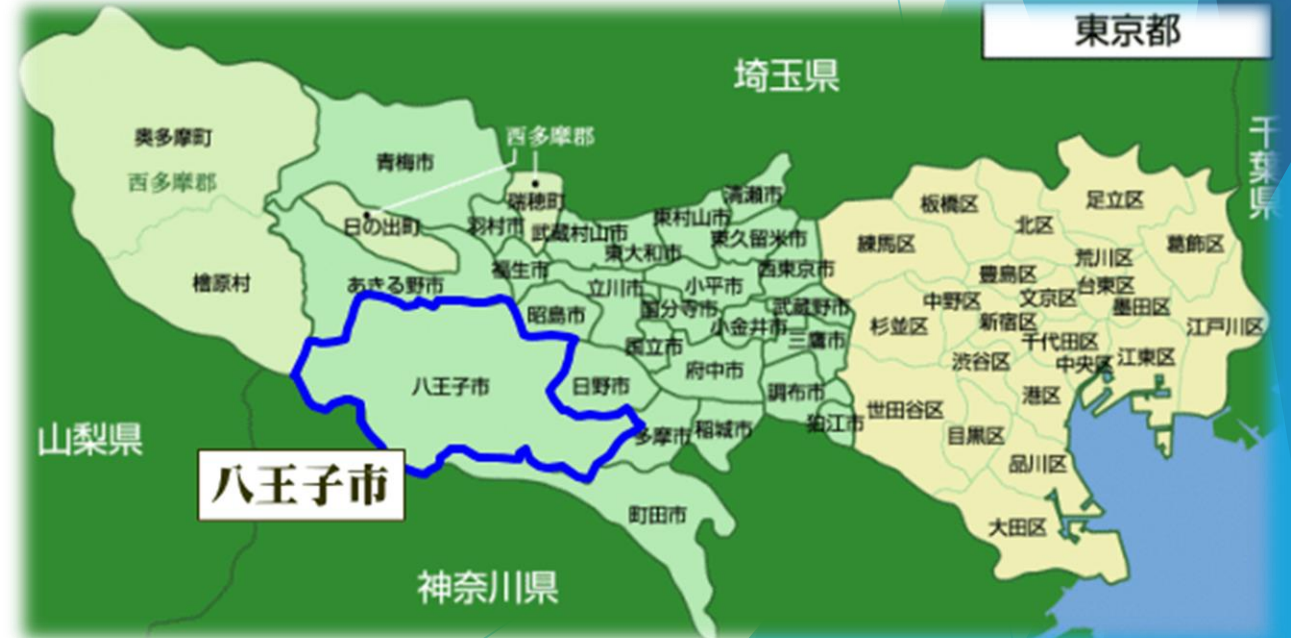 東京都
埼玉県
千葉県
奥多摩町
西多摩郡
青梅市
西多摩郡
瑞穂町
日の出町
羽村市
武蔵村山市
清瀬市
東村山市
東久留米市
東大和市
檜原村
あきる野市
福生市
立川市
小平市
西東京市
昭島市
国分寺市
小金井市
武蔵野市
三鷹市
国立市
府中市
八王子市
日野市
調布市
狛江市
多摩市
稲城市
町田市
板橋区
北区
足立区
練馬区
荒川区
葛飾区
豊島区
台東区
中野区
文京区
墨田区
杉並区
新宿区
江戸川区
千代田区
渋谷区
中央区
江東区
港区
世田谷区
目黒区
品川区
大田区
山梨県
八王子市
神奈川県